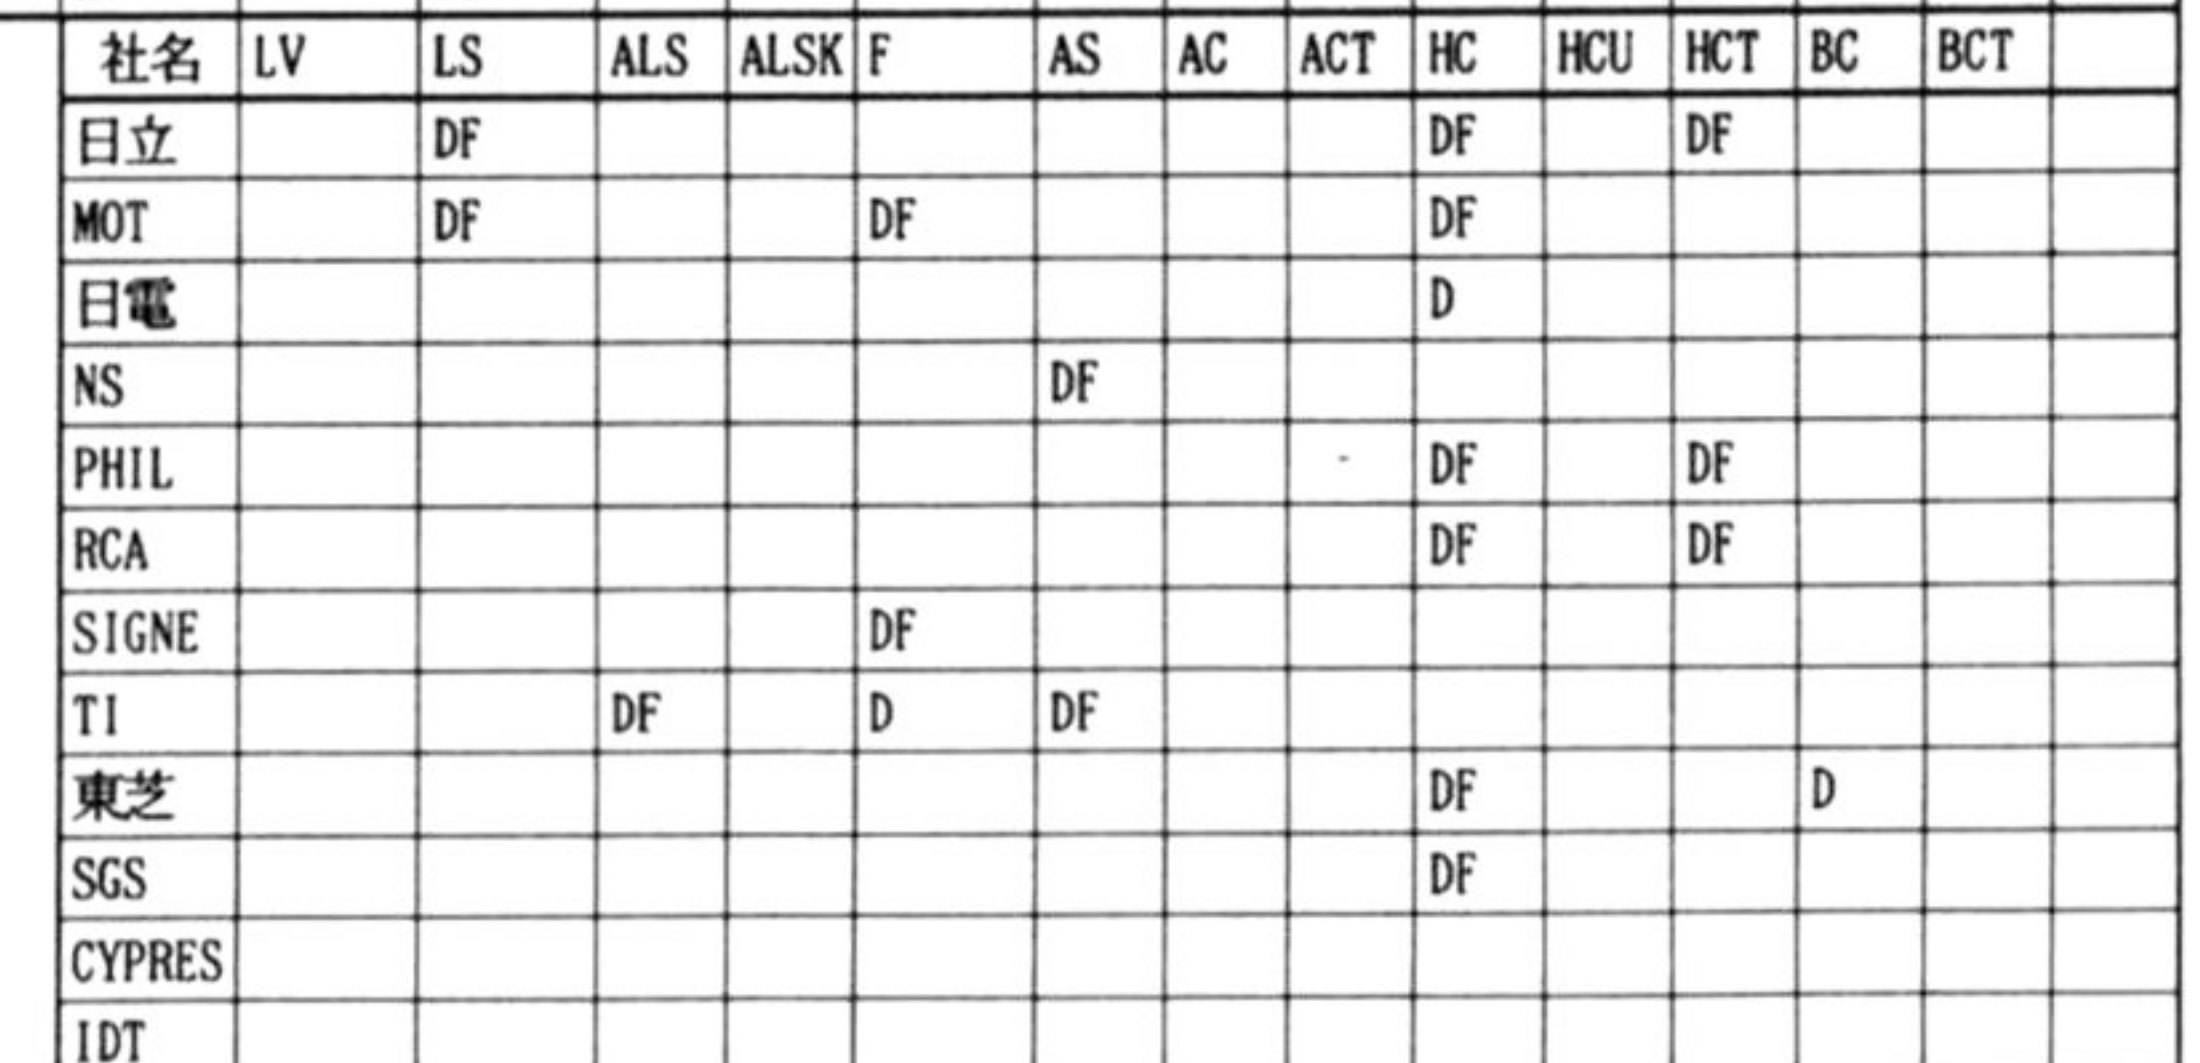 社名 LV LS ALS ALSK F AS AC ACT HC HCU HCT BC BCT
日立 DF DF DF
MOT DF DF DF
日電 D
NS DF
PHIL - DF DF
RCA DF DF
SIGNE DF
TI DF D DF
東芝 DF D
SGS DF
CYPRES
IDT